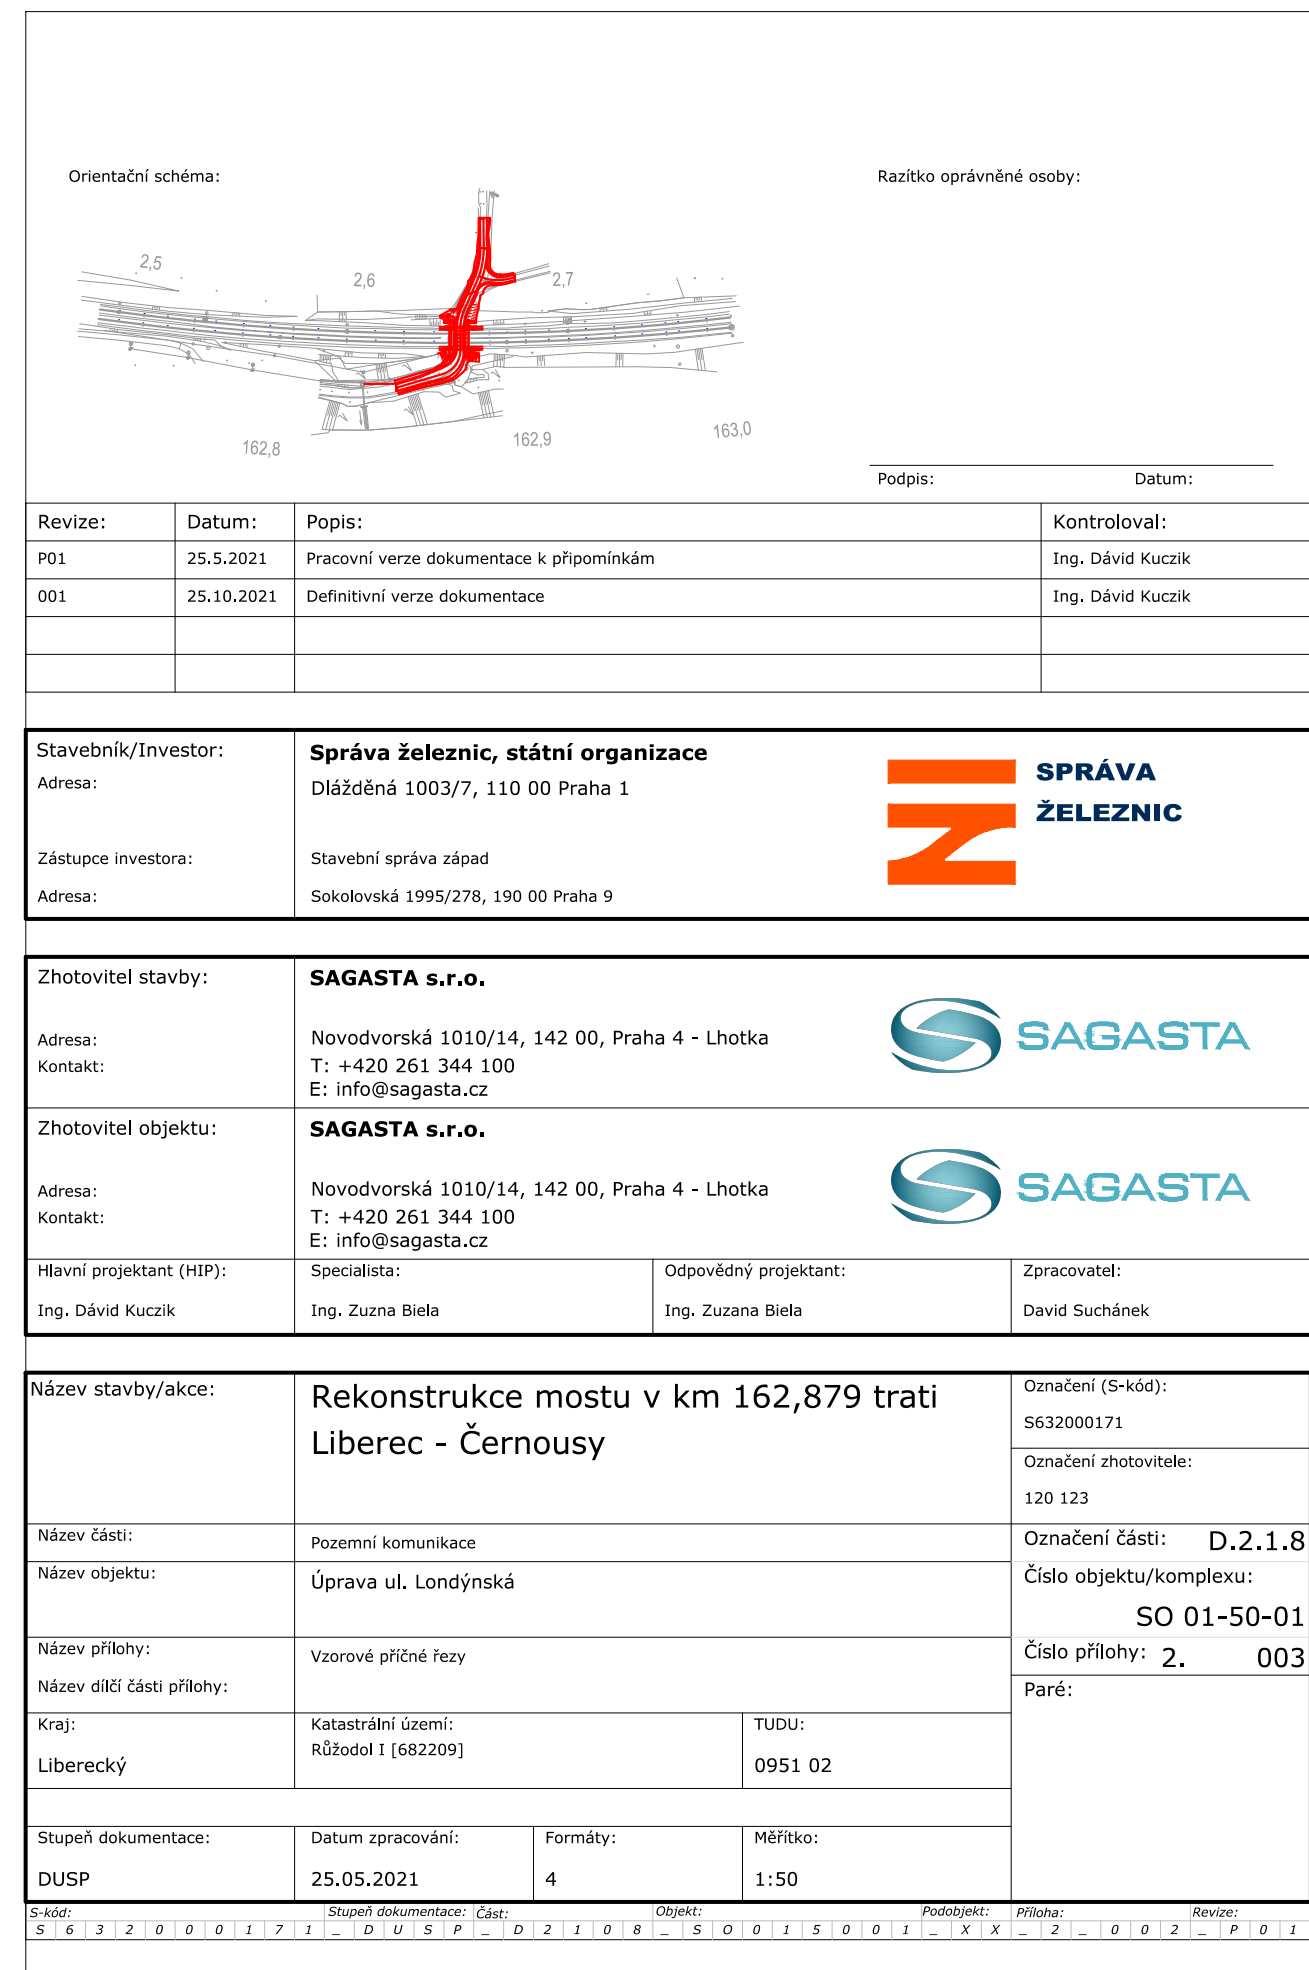 Orientační schéma:
Razítko oprávněné osoby:
2,5
2,6
2,7
162,8
162,9
163,0
Podpis: Datum:
Revize: Datum: Popis: Kontroloval:
P01 25.5.2021 Pracovní verze dokumentace k připomínkám Ing. Dávid Kuczik
001 25.10.2021 Definitivní verze dokumentace Ing. Dávid Kuczik
Stavebník/Investor: Správa železnic, státní organizace
Adresa: Dlážděná 1003/7, 110 00 Praha 1
SPRÁVA
ŽELEZNIC
Zástupce investora: Stavební správa západ
Adresa: Sokolovská 1995/278, 190 00 Praha 9
Zhotovitel stavby: SAGASTA s.r.o.
Adresa: Novodvorská 1010/14, 142 00, Praha 4 - Lhotka
SAGASTA
Kontakt: T: +420 261 344 100
E: info@sagasta.cz
Zhotovitel objektu: SAGASTA s.r.o.
Adresa: Novodvorská 1010/14, 142 00, Praha 4 - Lhotka
SAGASTA
Kontakt: T: +420 261 344 100
E: info@sagasta.cz
Hlavní projektant (HIP): Specialista: Odpovědný projektant: Zpracovatel:
Ing. Dávid Kuczik Ing. Zuzna Biela Ing. Zuzana Biela David Suchánek
Název stavby/akce: Rekonstrukce mostu v km 162,879 trati
Liberec - Černousy
Označení (S-kód):
S632000171
Označení zhotovitele:
120 123
Název části: Pozemní komunikace Označení části: D.2.1.8
Název objektu: Úprava ul. Londýnská Číslo objektu/komplexu:
SO 01-50-01
Název přílohy: Vzorové příčné řezy Číslo přílohy: 2. 003
Název dílčí části přílohy: Paré:
Kraj: Katastrální území: TUDU:
Liberecký Růžodol I [682209] 0951 02
Stupeň dokumentace: Datum zpracování: Formáty: Měřítko:
DUSP 25.05.2021 4 1:50
S-kód: Stupeň dokumentace: Část: Objekt: Podobjekt: Příloha: Revize:
S 6 3 2 0 0 0 1 7 1 _ D U S P _ D 2 1 0 8 _ S O 0 1 5 0 0 1 _ X X _ 2 _ 0 0 2 _ P 0 1